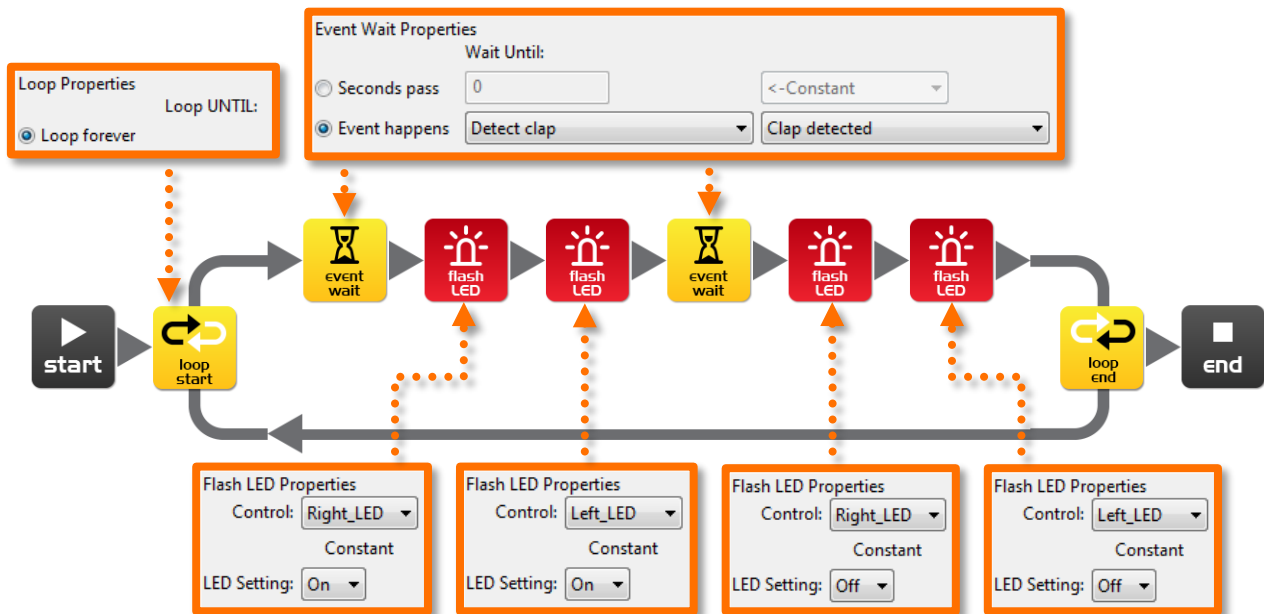 Event Wait Properties
Wait Until:
Seconds pass 0 <-Constant
Event happens Detect clap Clap detected
Loop Properties
Loop UNTIL:
Loop forever
start
loop
start
event
wait
flash
LED
flash
LED
event
wait
flash
LED
flash
LED
loop
end
end
Flash LED Properties
Control: Right_LED
Constant
LED Setting: On
Flash LED Properties
Control: Left_LED
Constant
LED Setting: On
Flash LED Properties
Control: Right_LED
Constant
LED Setting: Off
Flash LED Properties
Control: Left_LED
Constant
LED Setting: Off